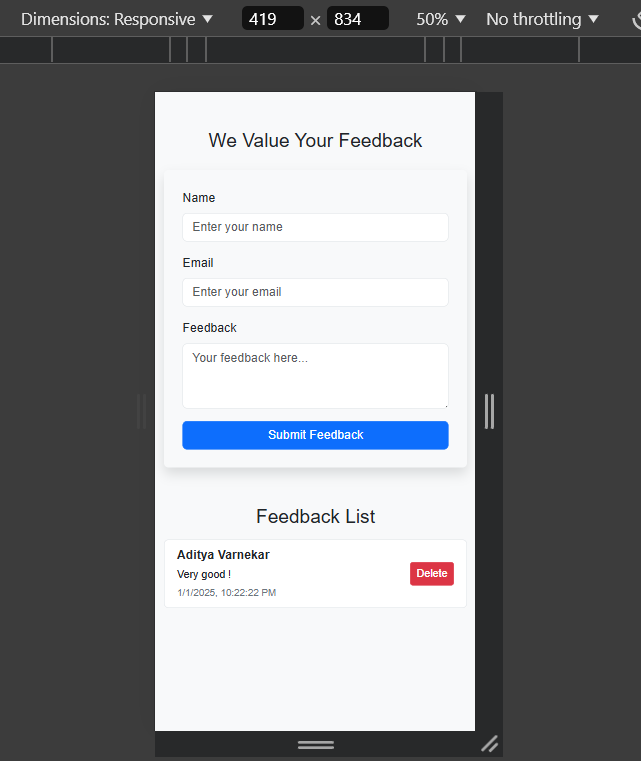 Dimensions: Responsive ▼ 419 × 834 50% ▼ No throttling ▼
We Value Your Feedback
Name
Enter your name
Email
Enter your email
Feedback
Your feedback here...
Submit Feedback
Feedback List
Aditya Varnekar
Very good !
1/1/2025, 10:22:22 PM
Delete